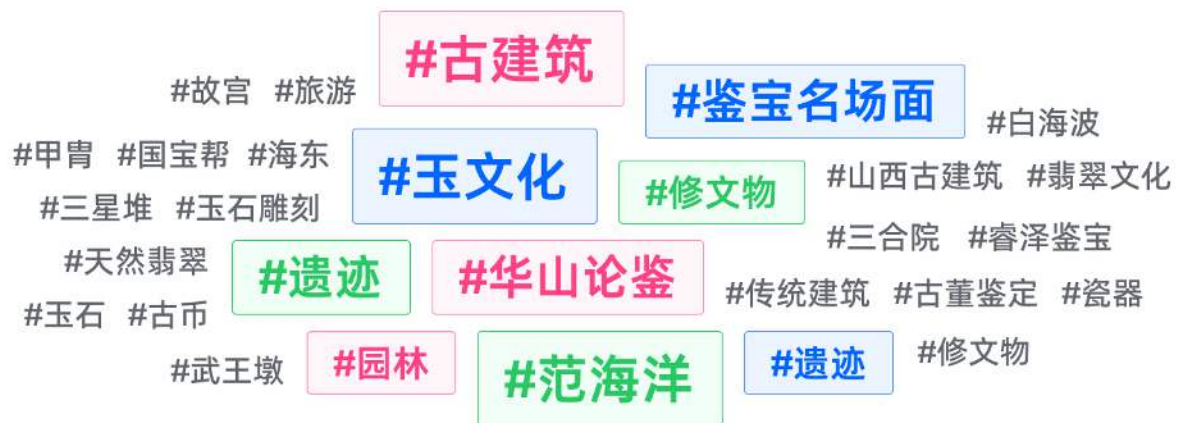 #古建筑
#故宫 #旅游
#鉴宝名场面
#白海波
#甲胄 #国宝帮 #海东
#玉文化
#修文物
#山西古建筑 #翡翠文化
#三星堆 #玉石雕刻
#三合院 #睿泽鉴宝
#天然翡翠
#遗迹
#华山论鉴
#传统建筑 #古董鉴定 #瓷器
#玉石 #古币
#武王墩
#园林
#范海洋
#遗迹
#修文物